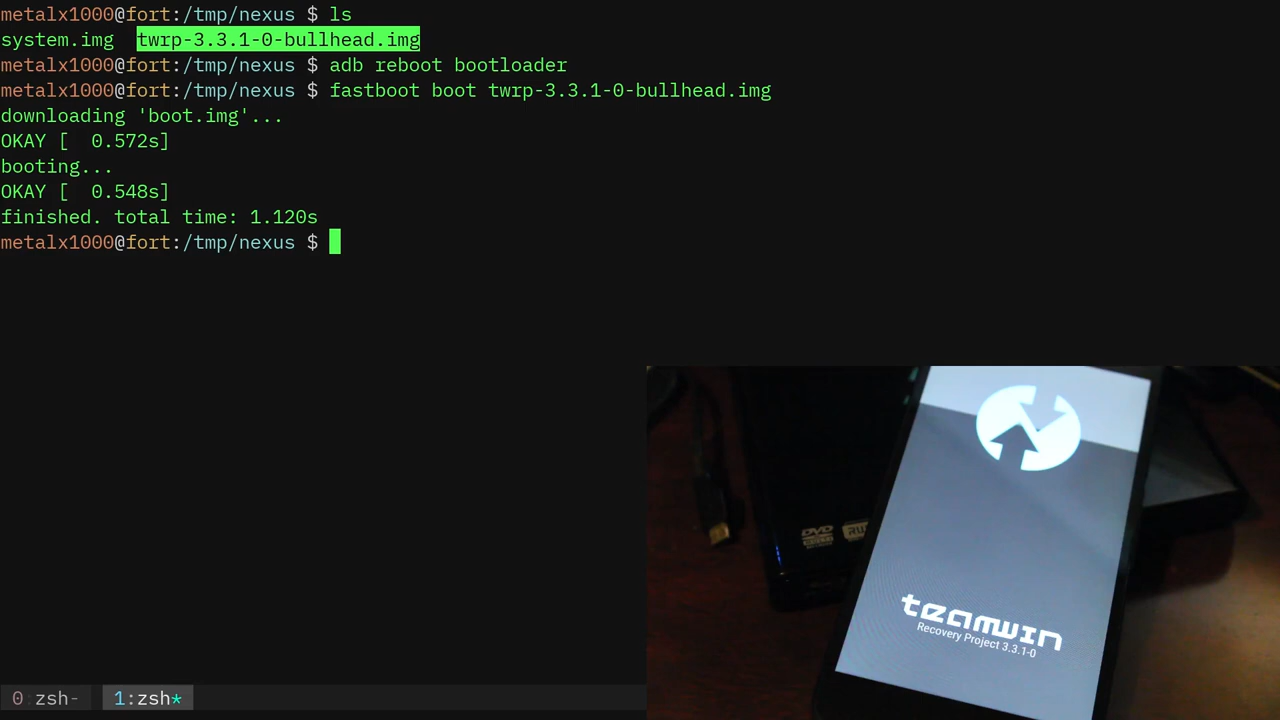 metalx1000@fort:/tmp/nexus $ ls
system.img  twrp-3.3.1-0-bullhead.img
metalx1000@fort:/tmp/nexus $ adb reboot bootloader
metalx1000@fort:/tmp/nexus $ fastboot boot twrp-3.3.1-0-bullhead.img
downloading 'boot.img'...
OKAY [  0.572s]
booting...
OKAY [  0.548s]
finished. total time: 1.120s
metalx1000@fort:/tmp/nexus $
DVD RW
teamwin
Recovery Project 3.3.1-0
0:zsh-  1:zsh*